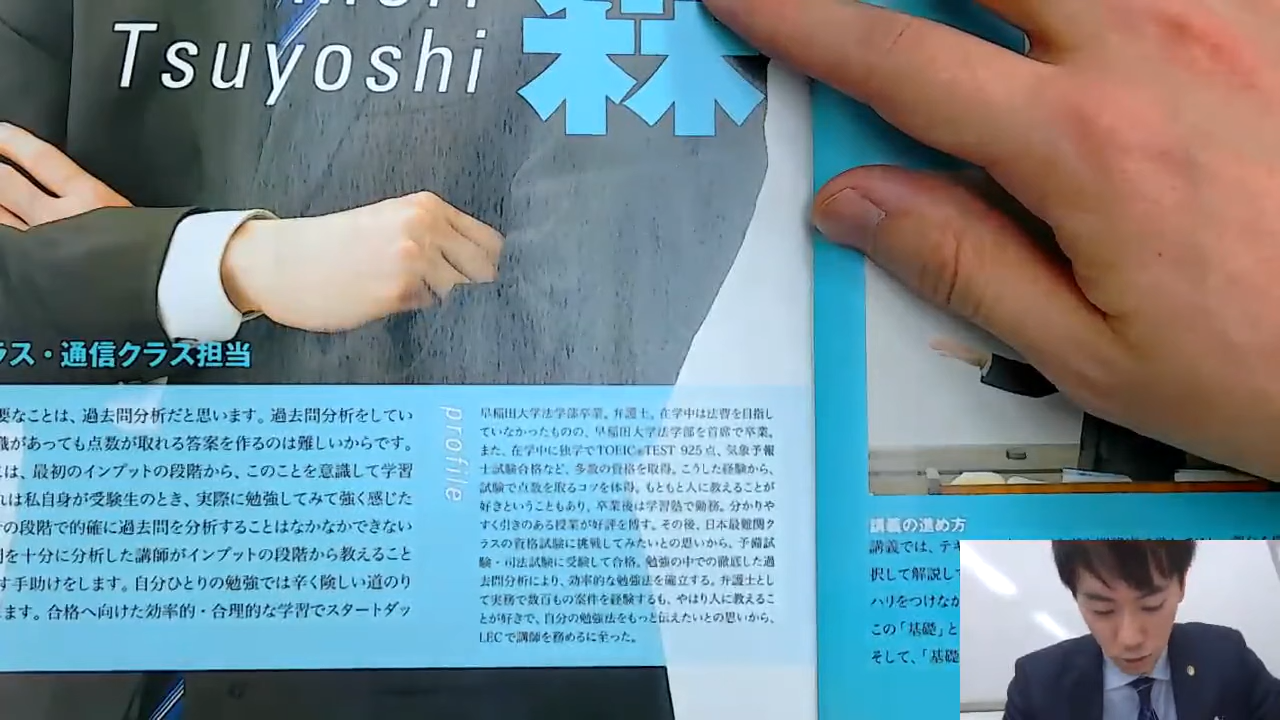 Tsuyoshi
森
ラス・通信クラス担当
要なことは、過去問分析だと思います。過去問分析をしてい
識があっても点数が取れる答案を作るのは難しいからです。
には、最初のインプットの段階から、このことを意識して学習
れは私自身が受験生のとき、実際に勉強してみて強く感じた
の段階で的確に過去問を分析することはなかなかできない
を十分に分析した講師がインプットの段階から教えること
す手助けをします。自分ひとりの勉強では辛く険しい道のり
ます。合格へ向けた効率的・合理的な学習でスタートダッ
profile
早稲田大学法学部卒業。弁護士。在学中は法曹を目指し
ていなかったものの、早稲田大学法学部を首席で卒業。
また、在学中に独学でTOEIC®TEST 925点、気象予報
士試験合格など、多数の資格を取得。こうした経験から、
試験で点数を取るコツを体得。もともと人に教えることが
好きということもあり、卒業後は学習塾で勤務。分かりや
すく引きのある授業が好評を博す。その後、日本最難関ク
ラスの資格試験に挑戦してみたいとの思いから、予備試
験・司法試験に受験して合格。勉強の中での徹底した過
去問分析により、効率的な勉強法を確立する。弁護士とし
て実務で数百もの案件を経験するも、やはり人に教えるこ
とが好きで、自分の勉強法をもっと伝えたいとの思いから、
LECで講師を務めるに至った。
講義の進め方
講義では、テキ
択して解説し
ハリをつけなが
この「基礎」と
そして、「基礎